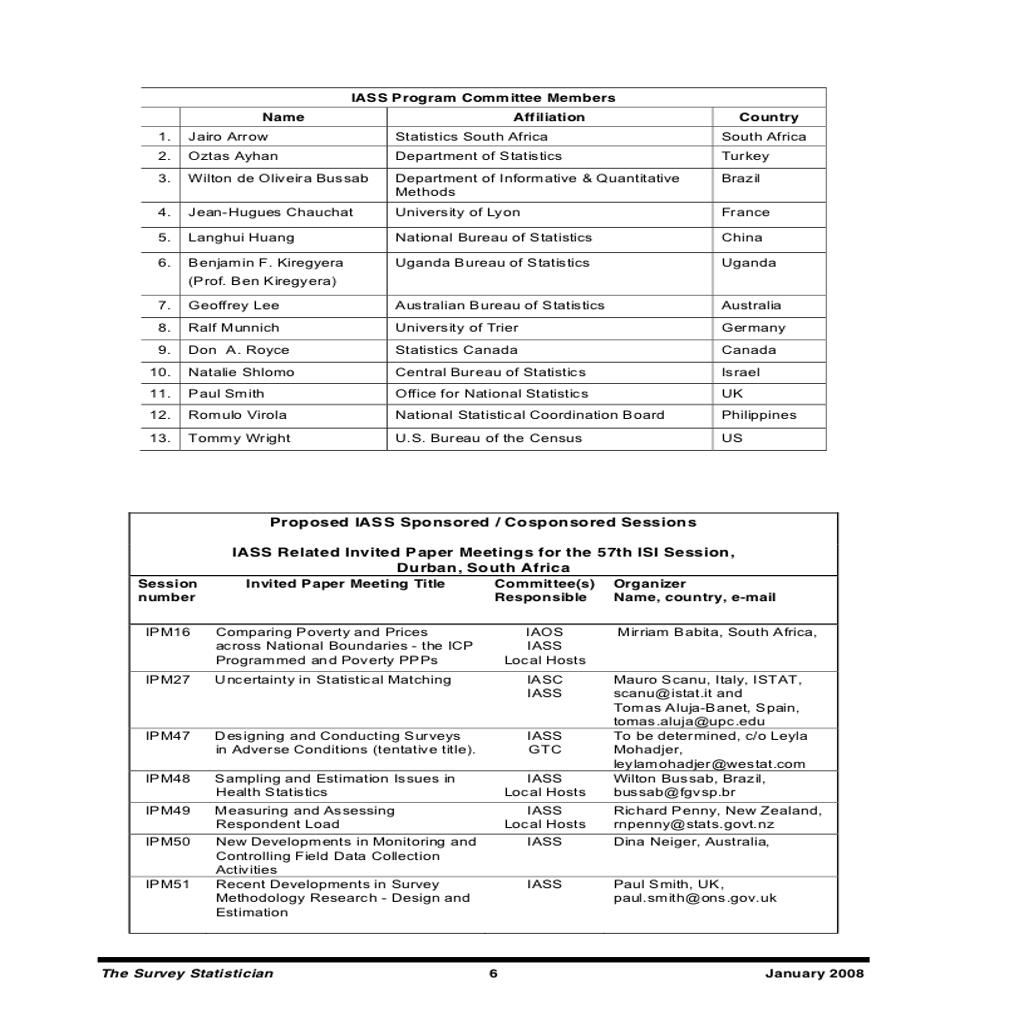 IASS Program Committee Members
Name Affiliation Country
1. Jairo Arrow Statistics South Africa South Africa
2. Oztas Ayhan Department of Statistics Turkey
3. Wilton de Oliveira Bussab Department of Informative & Quantitative Brazil
Methods
4. Jean-Hugues Chauchat University of Lyon France
5. Langhui Huang National Bureau of Statistics China
6. Benjamin F. Kiregyera Uganda Bureau of Statistics Uganda
(Prof. Ben Kiregyera)
7. Geoffrey Lee Australian Bureau of Statistics Australia
8. Ralf Munnich University of Trier Germany
9. Don A. Royce Statistics Canada Canada
10. Natalie Shlomo Central Bureau of Statistics Israel
11. Paul Smith Office for National Statistics UK
12. Romulo Virola National Statistical Coordination Board Philippines
13. Tommy Wright U.S. Bureau of the Census US
Proposed IASS Sponsored / Cosponsored Sessions
IASS Related Invited Paper Meetings for the 57th ISI Session,
Durban, South Africa
Session Invited Paper Meeting Title Committee(s) Organizer
number Responsible Name, country, e-mail
IPM16 Comparing Poverty and Prices IAOS Mirriam Babita, South Africa,
across National Boundaries - the ICP IASS
Programmed and Poverty PPPs Local Hosts
IPM27 Uncertainty in Statistical Matching IASC Mauro Scanu, Italy, ISTAT,
IASS scanu@istat.it and
Tomas Aluja-Banet, Spain,
tomas.aluja@upc.edu
IPM47 Designing and Conducting Surveys IASS To be determined, c/o Leyla
in Adverse Conditions (tentative title). GTC Mohadjer,
leylamohadjer@westat.com
IPM48 Sampling and Estimation Issues in IASS Wilton Bussab, Brazil,
Health Statistics Local Hosts bussab@fgvsp.br
IPM49 Measuring and Assessing IASS Richard Penny, New Zealand,
Respondent Load Local Hosts rnpenny@stats.govt.nz
IPM50 New Developments in Monitoring and IASS Dina Neiger, Australia,
Controlling Field Data Collection
Activities
IPM51 Recent Developments in Survey IASS Paul Smith, UK,
Methodology Research - Design and paul.smith@ons.gov.uk
Estimation
The Survey Statistician 6 January 2008